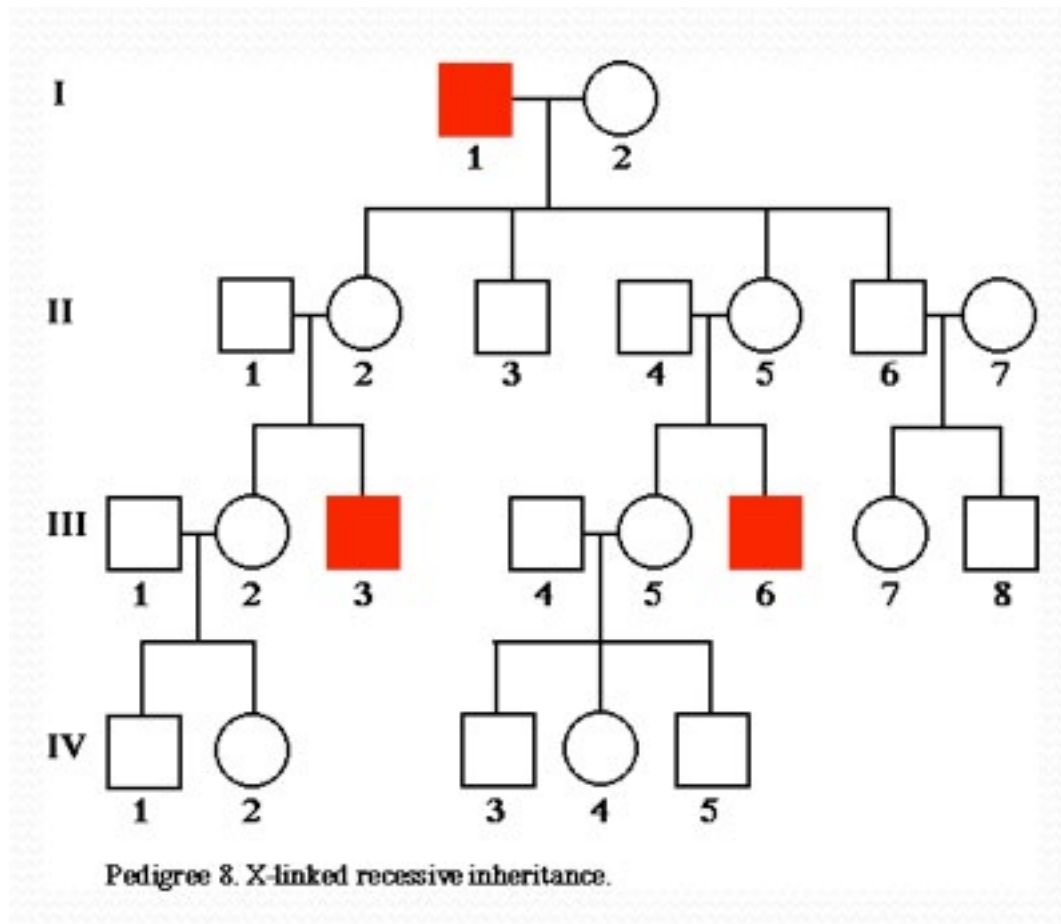 I
1 2
II
1 2 3 4 5 6 7
III
1 2 3 4 5 6 7 8
IV
1 2 3 4 5
Pedigree 8. X-linked recessive inheritance.